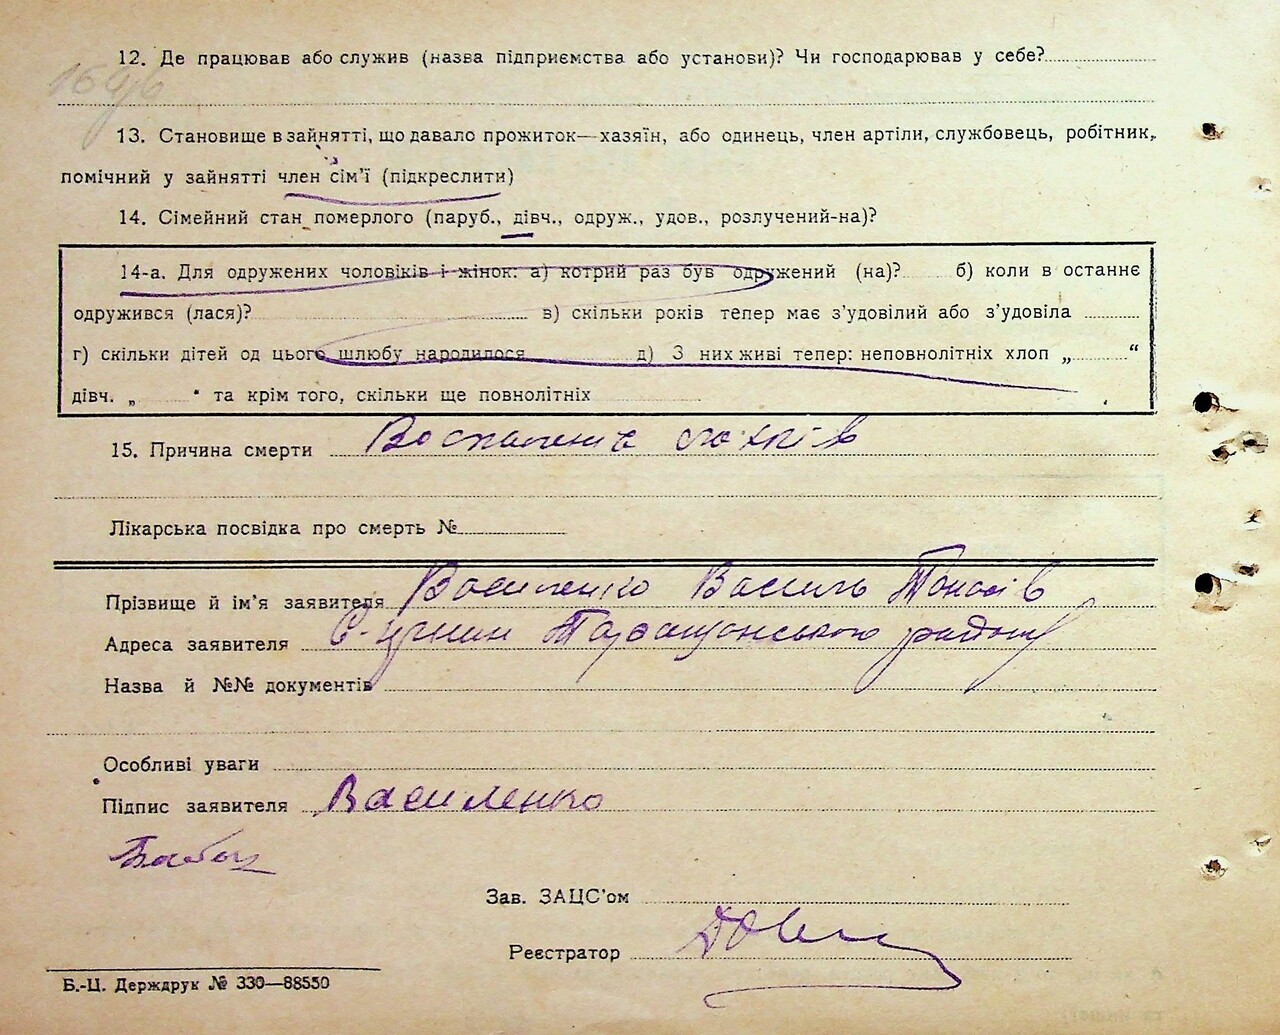 12. Де працював або служив (назва підприємства або установи)? Чи господарював у себе?
13. Становище в зайнятті, що давало прожиток—хазяїн, або одинець, член артіли, службовець, робітник,
помічний у зайнятті член сім'ї (підкреслити)
14. Сімейний стан померлого (паруб., дівч., одруж., удов., розлучений-на)?
14-а. Для одружених чоловіків і жінок: а) котрий раз був одружений (на)? б) коли в останнє
одружився (лася)? в) скільки років тепер має з'удовілий або з'удовіла
г) скільки дітей од цього шлюбу народилося д) З них живі тепер: неповнолітніх хлоп „ “
дівч. „ “ та крім того, скільки ще повнолітніх
15. Причина смерти Воспаление
Лікарська посвідка про смерть №
Прізвище й ім'я заявителя Василенко Василь Танасів
Адреса заявителя Таращанського району
Назва й №№ документів
Особливі уваги
Підпис заявителя Василенко
Зав. ЗАЦС'ом
Реєстратор
Б.-Ц. Держдрук № 330—88550